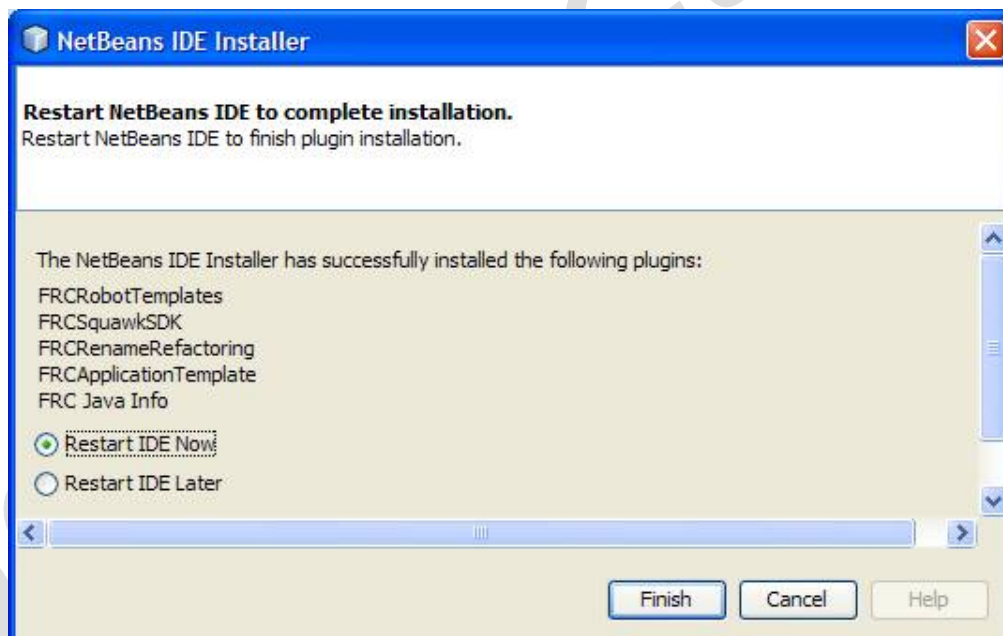 NetBeans IDE Installer
Restart NetBeans IDE to complete installation.
Restart NetBeans IDE to finish plugin installation.
The NetBeans IDE Installer has successfully installed the following plugins:
FRCRobotTemplates
FRCSquawkSDK
FRCRenameRefactoring
FRCApplicationTemplate
FRC Java Info
Restart IDE Now
Restart IDE Later
Finish Cancel Help